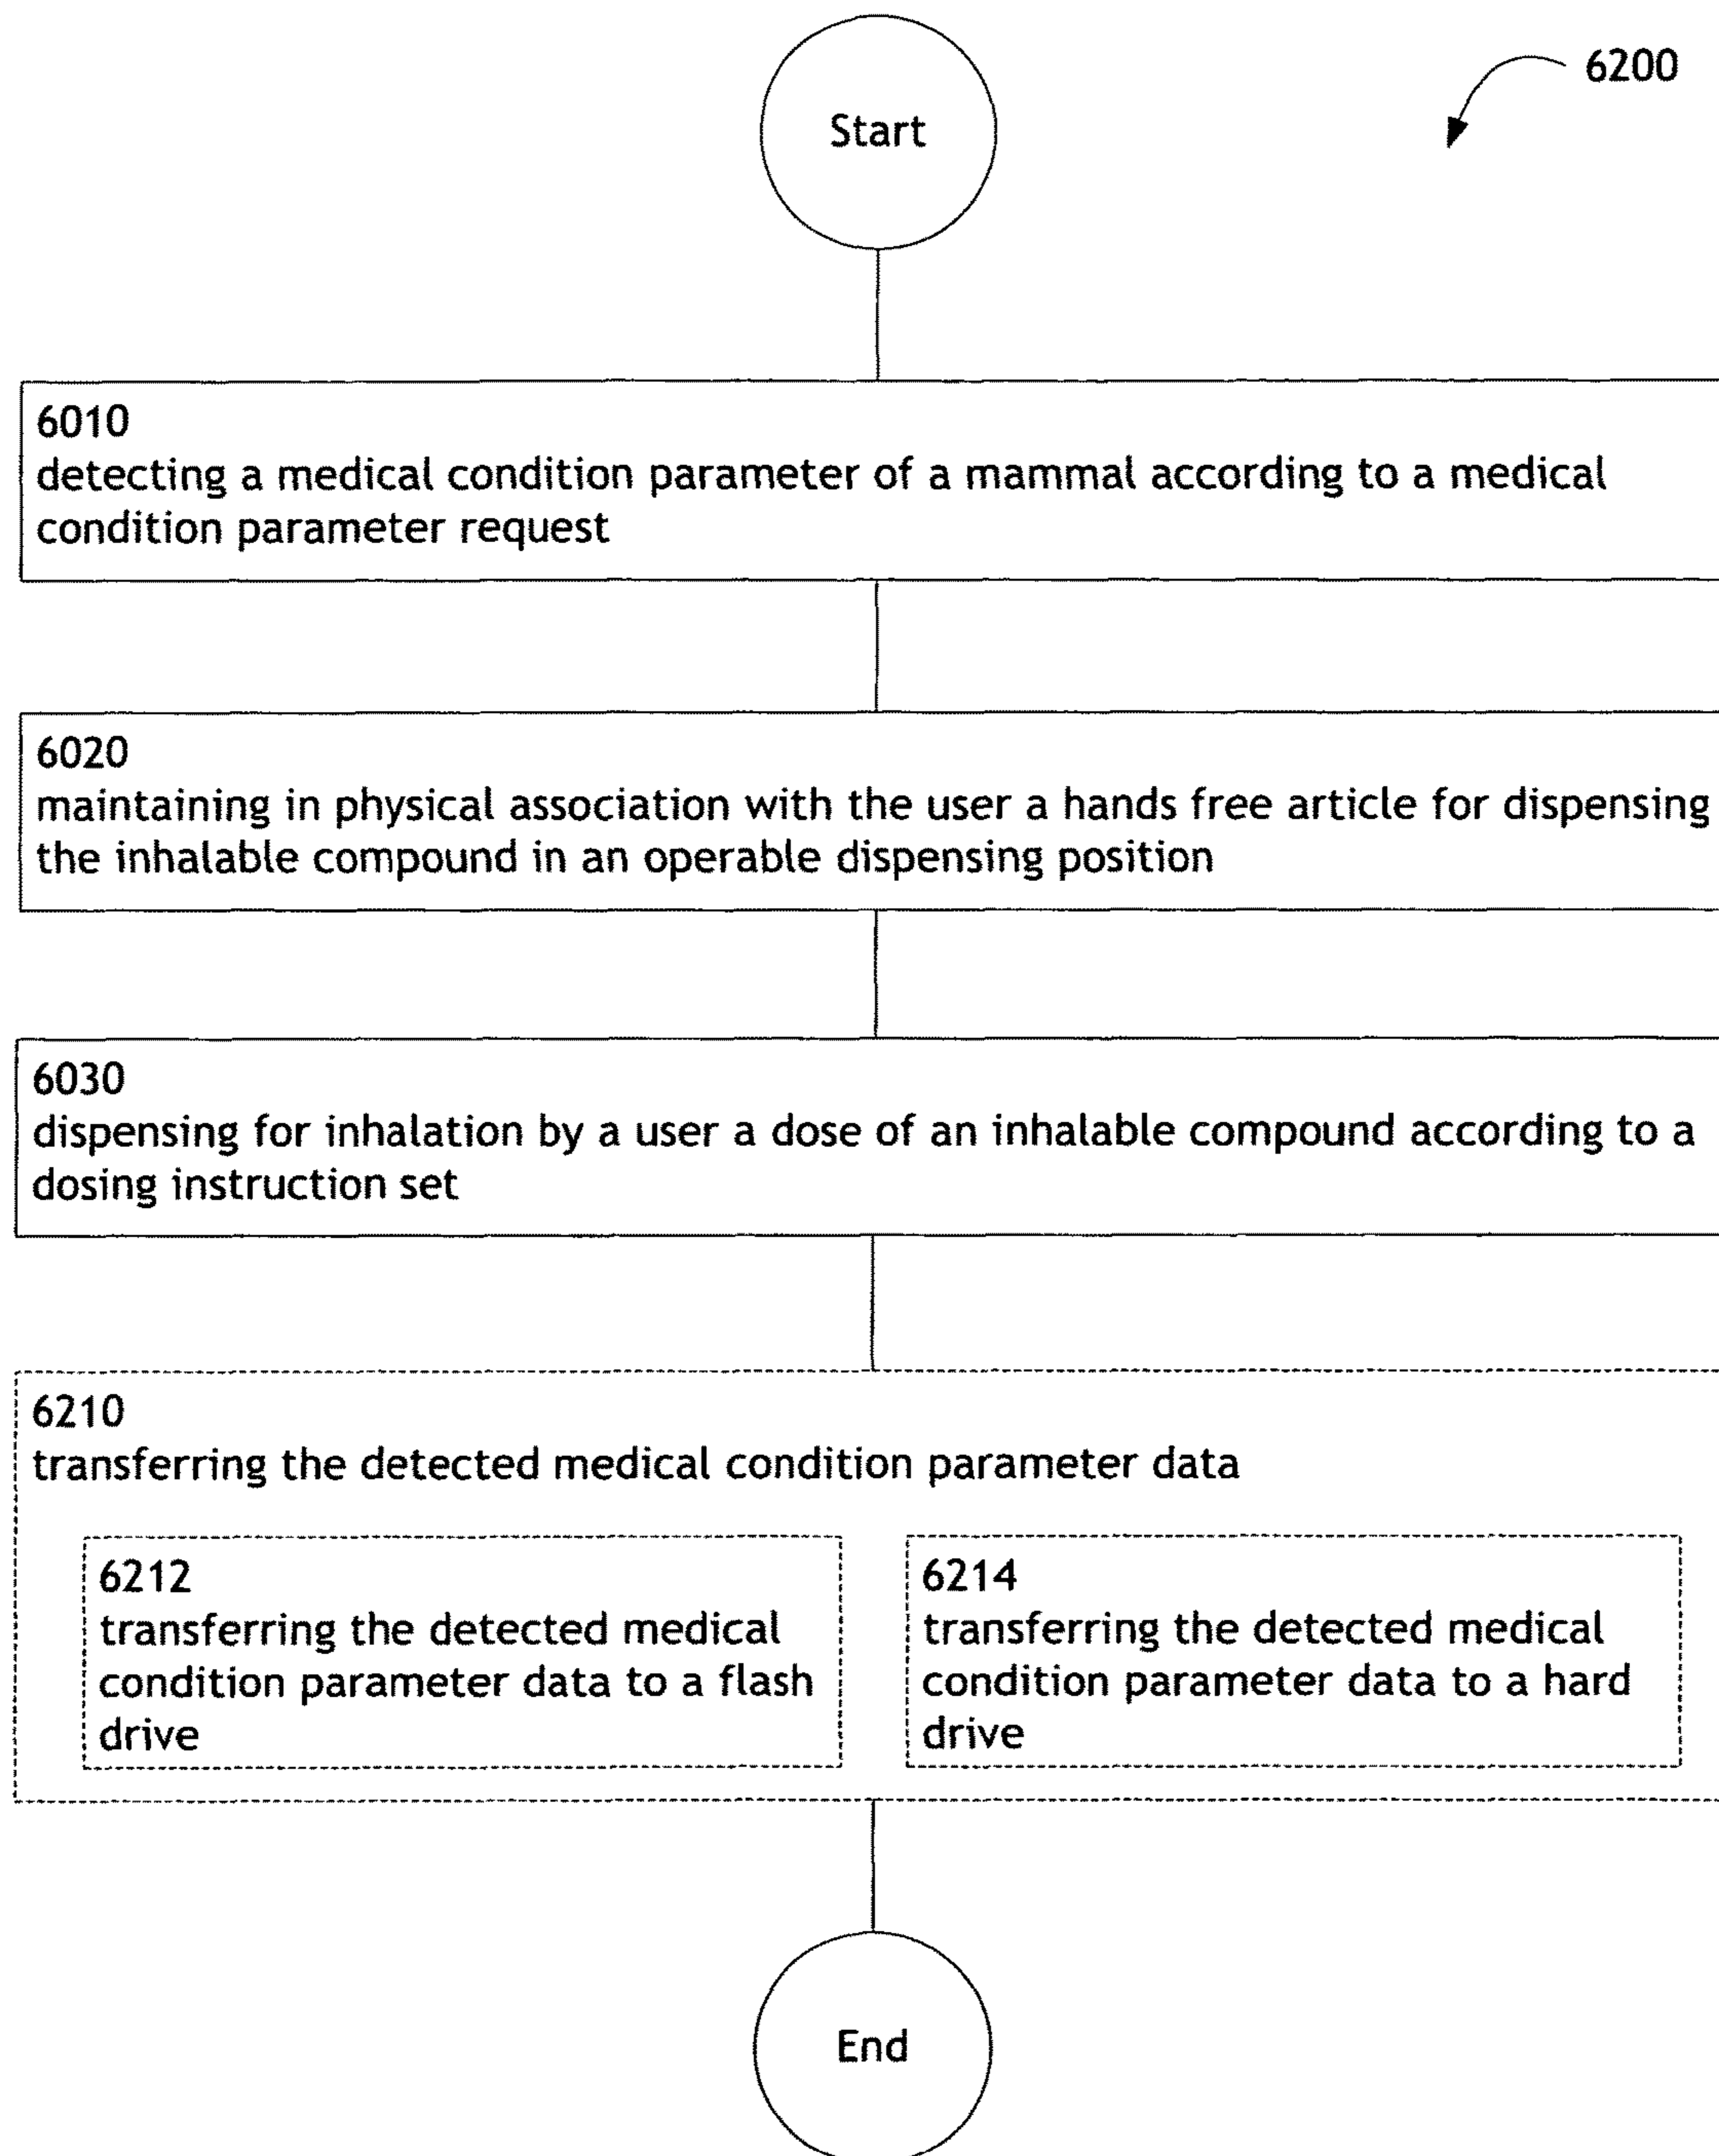 Start
6200
6010
detecting a medical condition parameter of a mammal according to a medical
condition parameter request
6020
maintaining in physical association with the user a hands free article for dispensing
the inhalable compound in an operable dispensing position
6030
dispensing for inhalation by a user a dose of an inhalable compound according to a
dosing instruction set
6210
transferring the detected medical condition parameter data
6212
transferring the detected medical
condition parameter data to a flash
drive
6214
transferring the detected medical
condition parameter data to a hard
drive
End